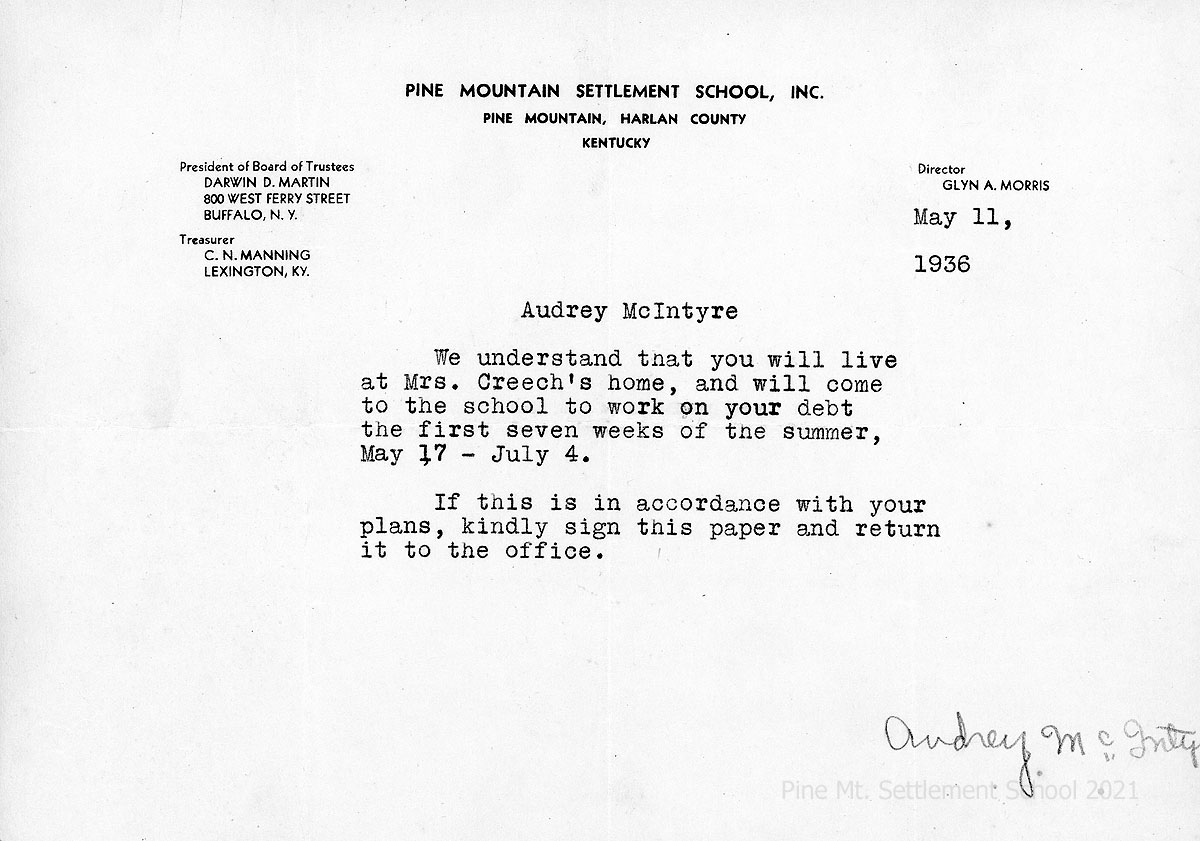 PINE MOUNTAIN SETTLEMENT SCHOOL, INC.
PINE MOUNTAIN, HARLAN COUNTY
KENTUCKY
President of Board of Trustees
DARWIN D. MARTIN
800 WEST FERRY STREET
BUFFALO, N. Y.
Treasurer
C. N. MANNING
LEXINGTON, KY.
Director
GLYN A. MORRIS
May 11,
1936
Audrey McIntyre
We understand that you will live
at Mrs. Creech's home, and will come
to the school to work on your debt
the first seven weeks of the summer,
May 17 - July 4.
If this is in accordance with your
plans, kindly sign this paper and return
it to the office.
Audrey Mc Inty
Pine Mt. Settlement School 2021